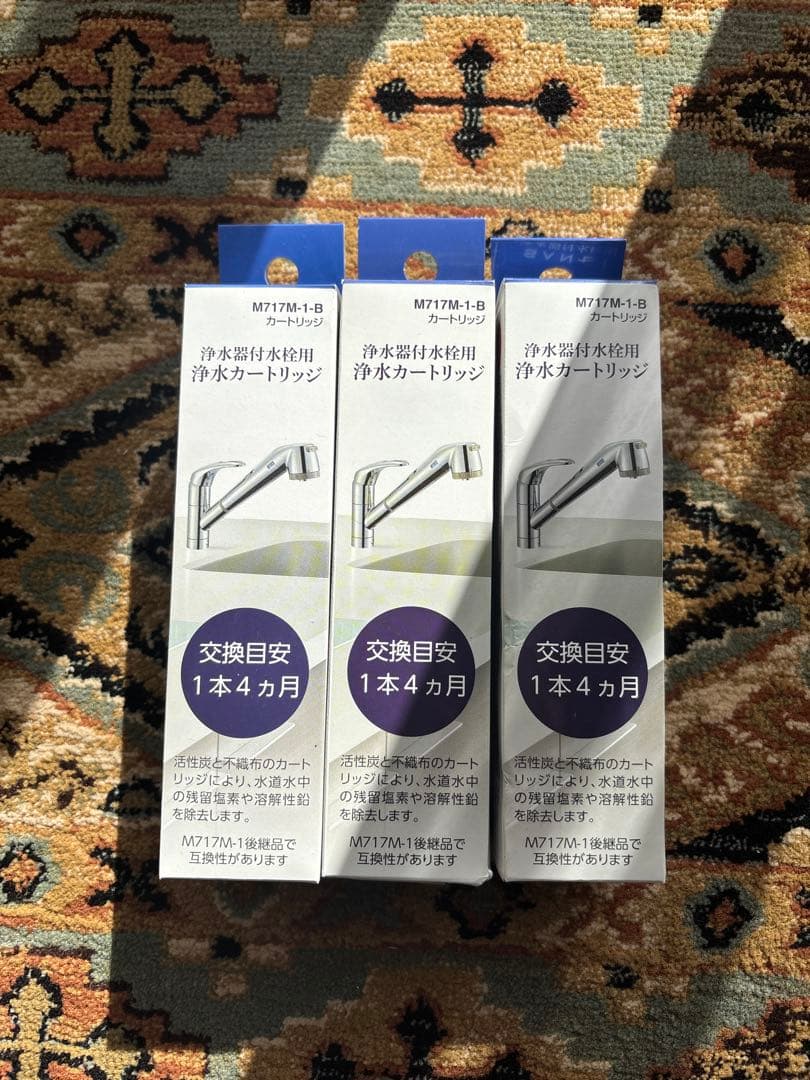 M717M-1-B
カートリッジ
浄水器付水栓用
浄水カートリッジ
交換目安
1本4ヵ月
活性炭と不織布のカート
リッジにより、水道水中
の残留塩素や溶解性鉛
を除去します。
M717M-1後継品で
互換性があります
M717M-1-B
カートリッジ
浄水器付水栓用
浄水カートリッジ
交換目安
1本4ヵ月
活性炭と不織布のカート
リッジにより、水道水中
の残留塩素や溶解性鉛
を除去します。
M717M-1後継品で
互換性があります
M717M-1-B
カートリッジ
浄水器付水栓用
浄水カートリッジ
交換目安
1本4ヵ月
活性炭と不織布のカート
リッジにより、水道水中
の残留塩素や溶解性鉛
を除去します。
M717M-1後継品で
互換性があります